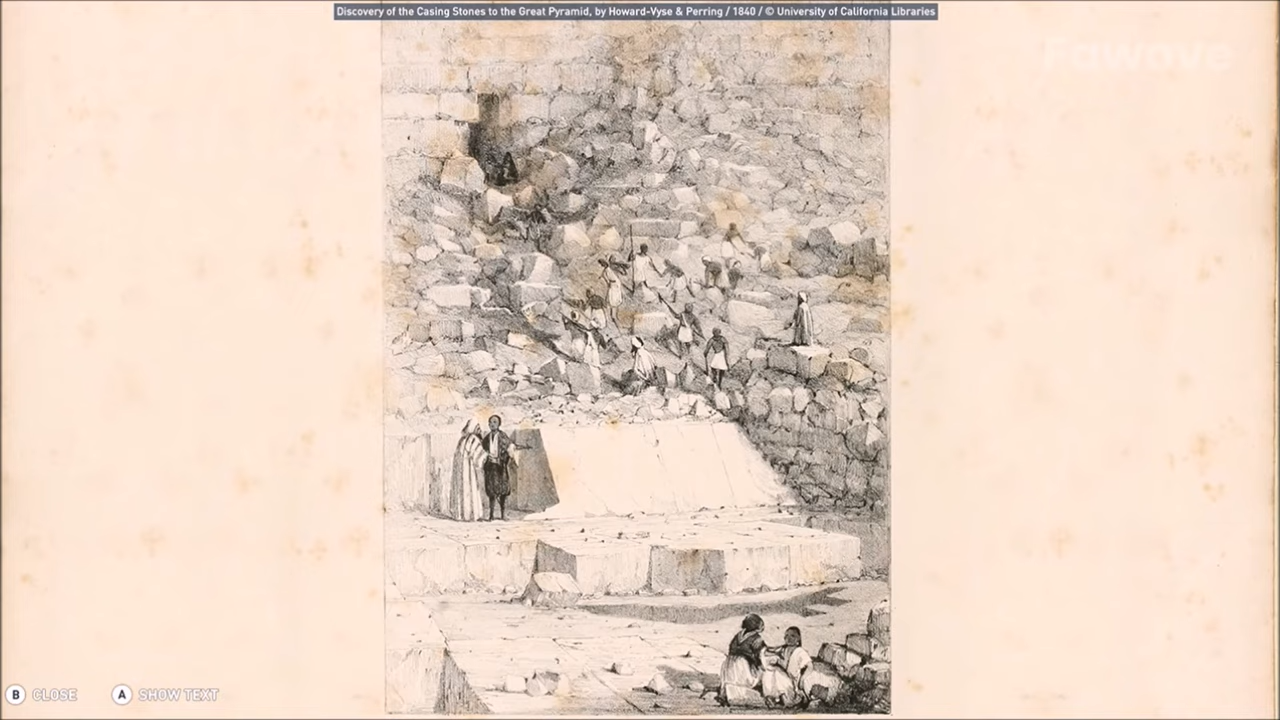 Discovery of the Casing Stones to the Great Pyramid, by Howard-Vyse & Perring / 1840 / © University of California Libraries
Fawave
B CLOSE A SHOW TEXT